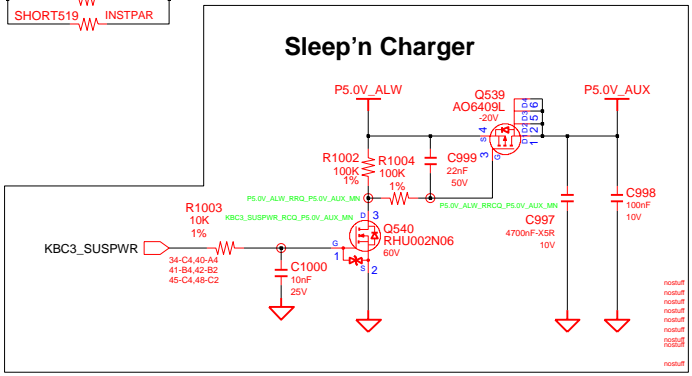 SHORT519 INSTPAR
Sleep'n Charger
P5.0V_ALW
Q539
AO6409L
-20V
P5.0V_AUX
S 4
D4 6
D3 5
D2 2
D1 1
G 3
R1002
100K
1%
R1004
100K
1%
C999
22nF
50V
P5.0V_ALW_RRQ_P5.0V_AUX_MN
P5.0V_ALW_RRCQ_P5.0V_AUX_MN
C998
100nF
10V
R1003
10K
1%
KBC3_SUSPWR_RCQ_P5.0V_AUX_MN
D 3
Q540
RHU002N06
60V
C997
4700nF-X5R
10V
KBC3_SUSPWR
G
1
S 2
34-C4,40-A4
41-B4,42-B2
45-C4,48-C2
C1000
10nF
25V
nostuff
nostuff
nostuff
nostuff
nostuff
nostuff
nostuff
nostuff